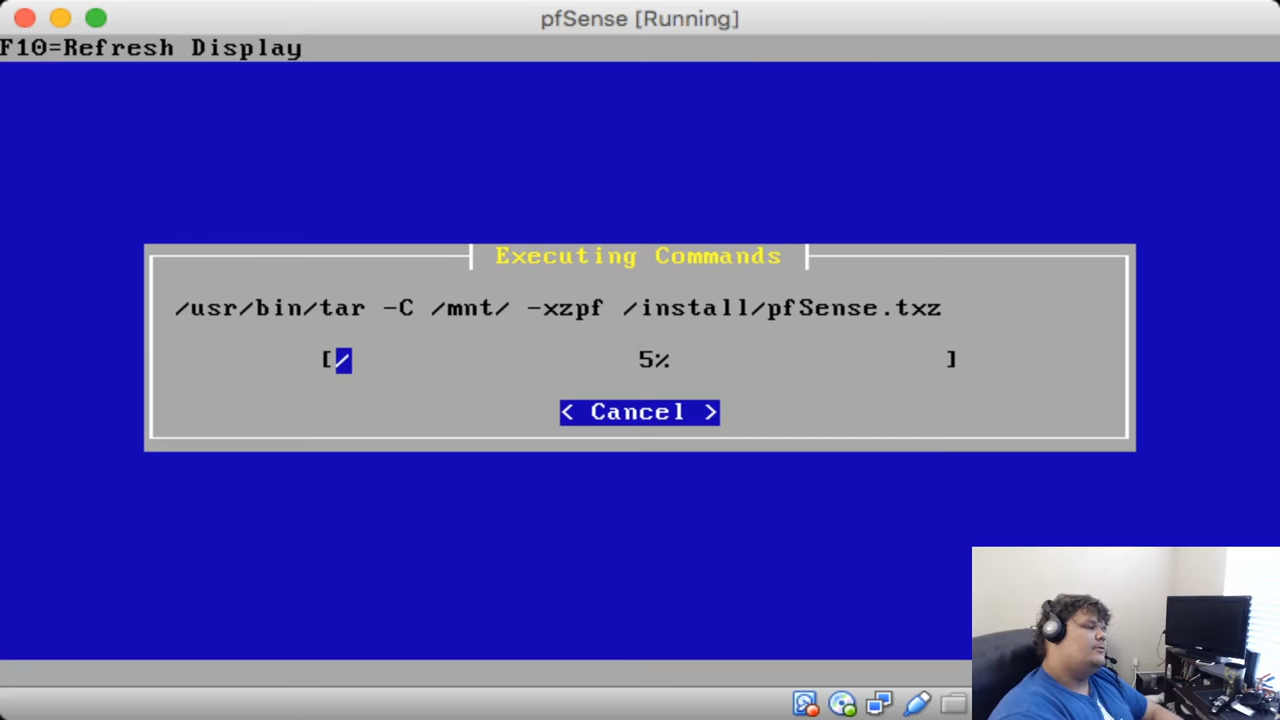 pfSense [Running]
F10=Refresh Display
Executing Commands
/usr/bin/tar -C /mnt/ -xzpf /install/pfSense.txz
[/ 5% ]
< Cancel >